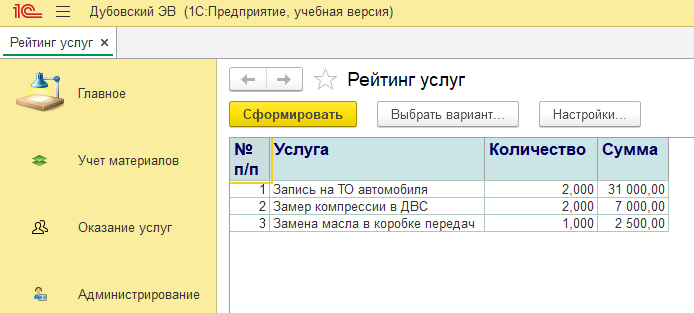 1С Дубовский ЭВ (1С:Предприятие, учебная версия)
Рейтинг услуг ×
Главное
Учет материалов
Оказание услуг
Администрирование
Рейтинг услуг
Сформировать Выбрать вариант... Настройки...
№ п/п Услуга Количество Сумма
1 Запись на ТО автомобиля 2,000 31 000,00
2 Замер компрессии в ДВС 2,000 7 000,00
3 Замена масла в коробке передач 1,000 2 500,00